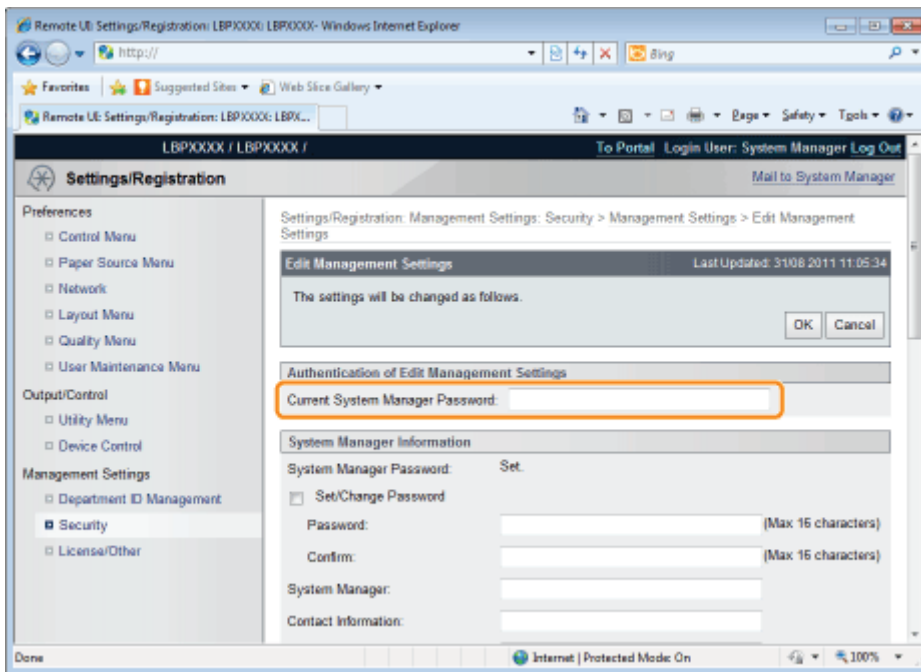 Remote UI: Settings/Registration: LBPXXXX: LBPXXXX- Windows Internet Explorer
http://
Bing
Favorites Suggested Sites Web Slice Gallery
Remote UI: Settings/Registration: LBPXXXX: LBPX... Page Safety Tools
LBPXXXX / LBPXXXX / To Portal Login User: System Manager Log Out
Settings/Registration Mail to System Manager
Preferences
Control Menu
Paper Source Menu
Network
Layout Menu
Quality Menu
User Maintenance Menu
Output/Control
Utility Menu
Device Control
Management Settings
Department ID Management
Security
License/Other
Settings/Registration: Management Settings: Security > Management Settings > Edit Management
Settings
Edit Management Settings Last Updated: 31/08 2011 11:05:34
The settings will be changed as follows.
OK Cancel
Authentication of Edit Management Settings
Current System Manager Password:
System Manager Information
System Manager Password: Set.
Set/Change Password
Password: (Max 16 characters)
Confirm: (Max 16 characters)
System Manager:
Contact Information:
Done Internet | Protected Mode: On 100%